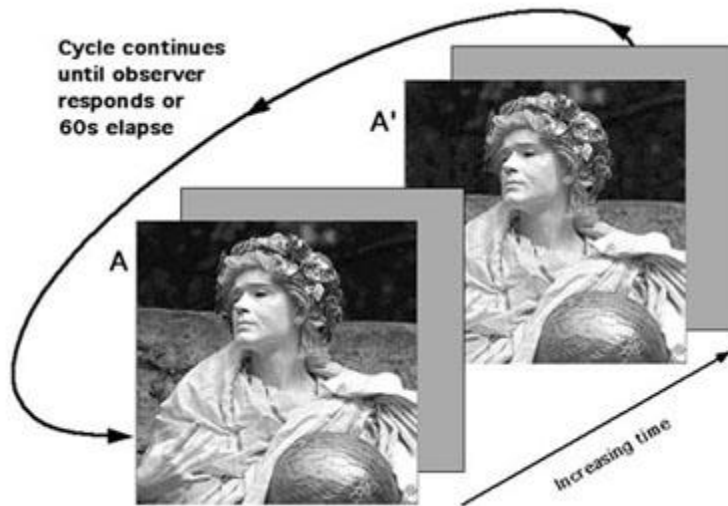 Cycle continues
until observer
responds or
60s elapse
A'
A
Increasing time